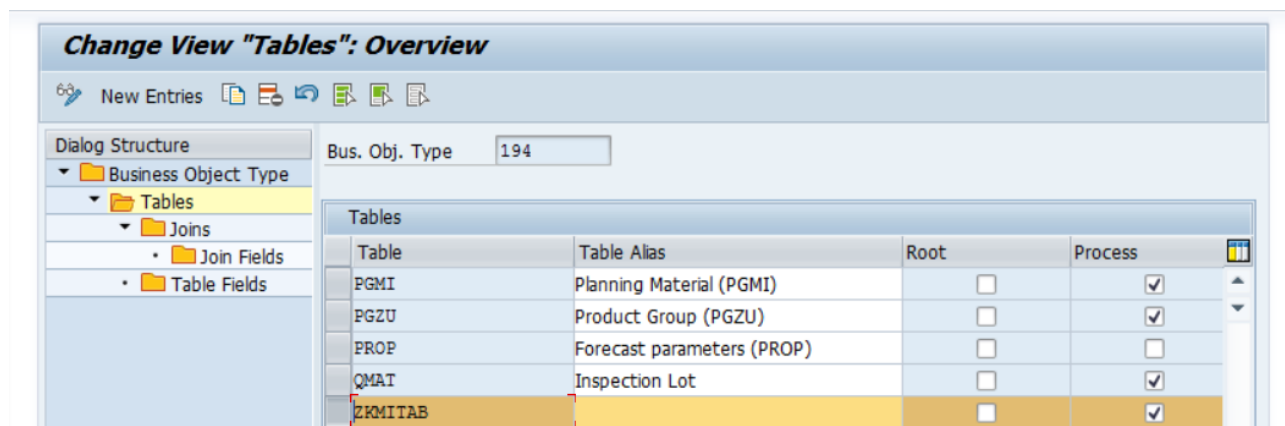 Change View "Tables": Overview
New Entries
Dialog Structure
Business Object Type
Tables
Joins
Join Fields
Table Fields
Bus. Obj. Type 194
Tables
Table Table Alias Root Process
PGMI Planning Material (PGMI)
PGZU Product Group (PGZU)
PROP Forecast parameters (PROP)
QMAT Inspection Lot
ZKMITAB